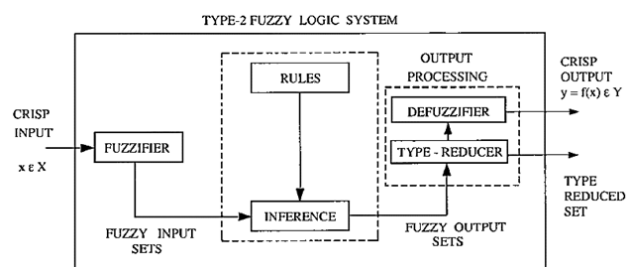 TYPE-2 FUZZY LOGIC SYSTEM
OUTPUT
PROCESSING
CRISP
OUTPUT
y = f(x) ε Y
RULES
DEFUZZIFIER
CRISP
INPUT
x ε X
FUZZIFIER
TYPE - REDUCER
TYPE
REDUCED
SET
INFERENCE
FUZZY INPUT
SETS
FUZZY OUTPUT
SETS